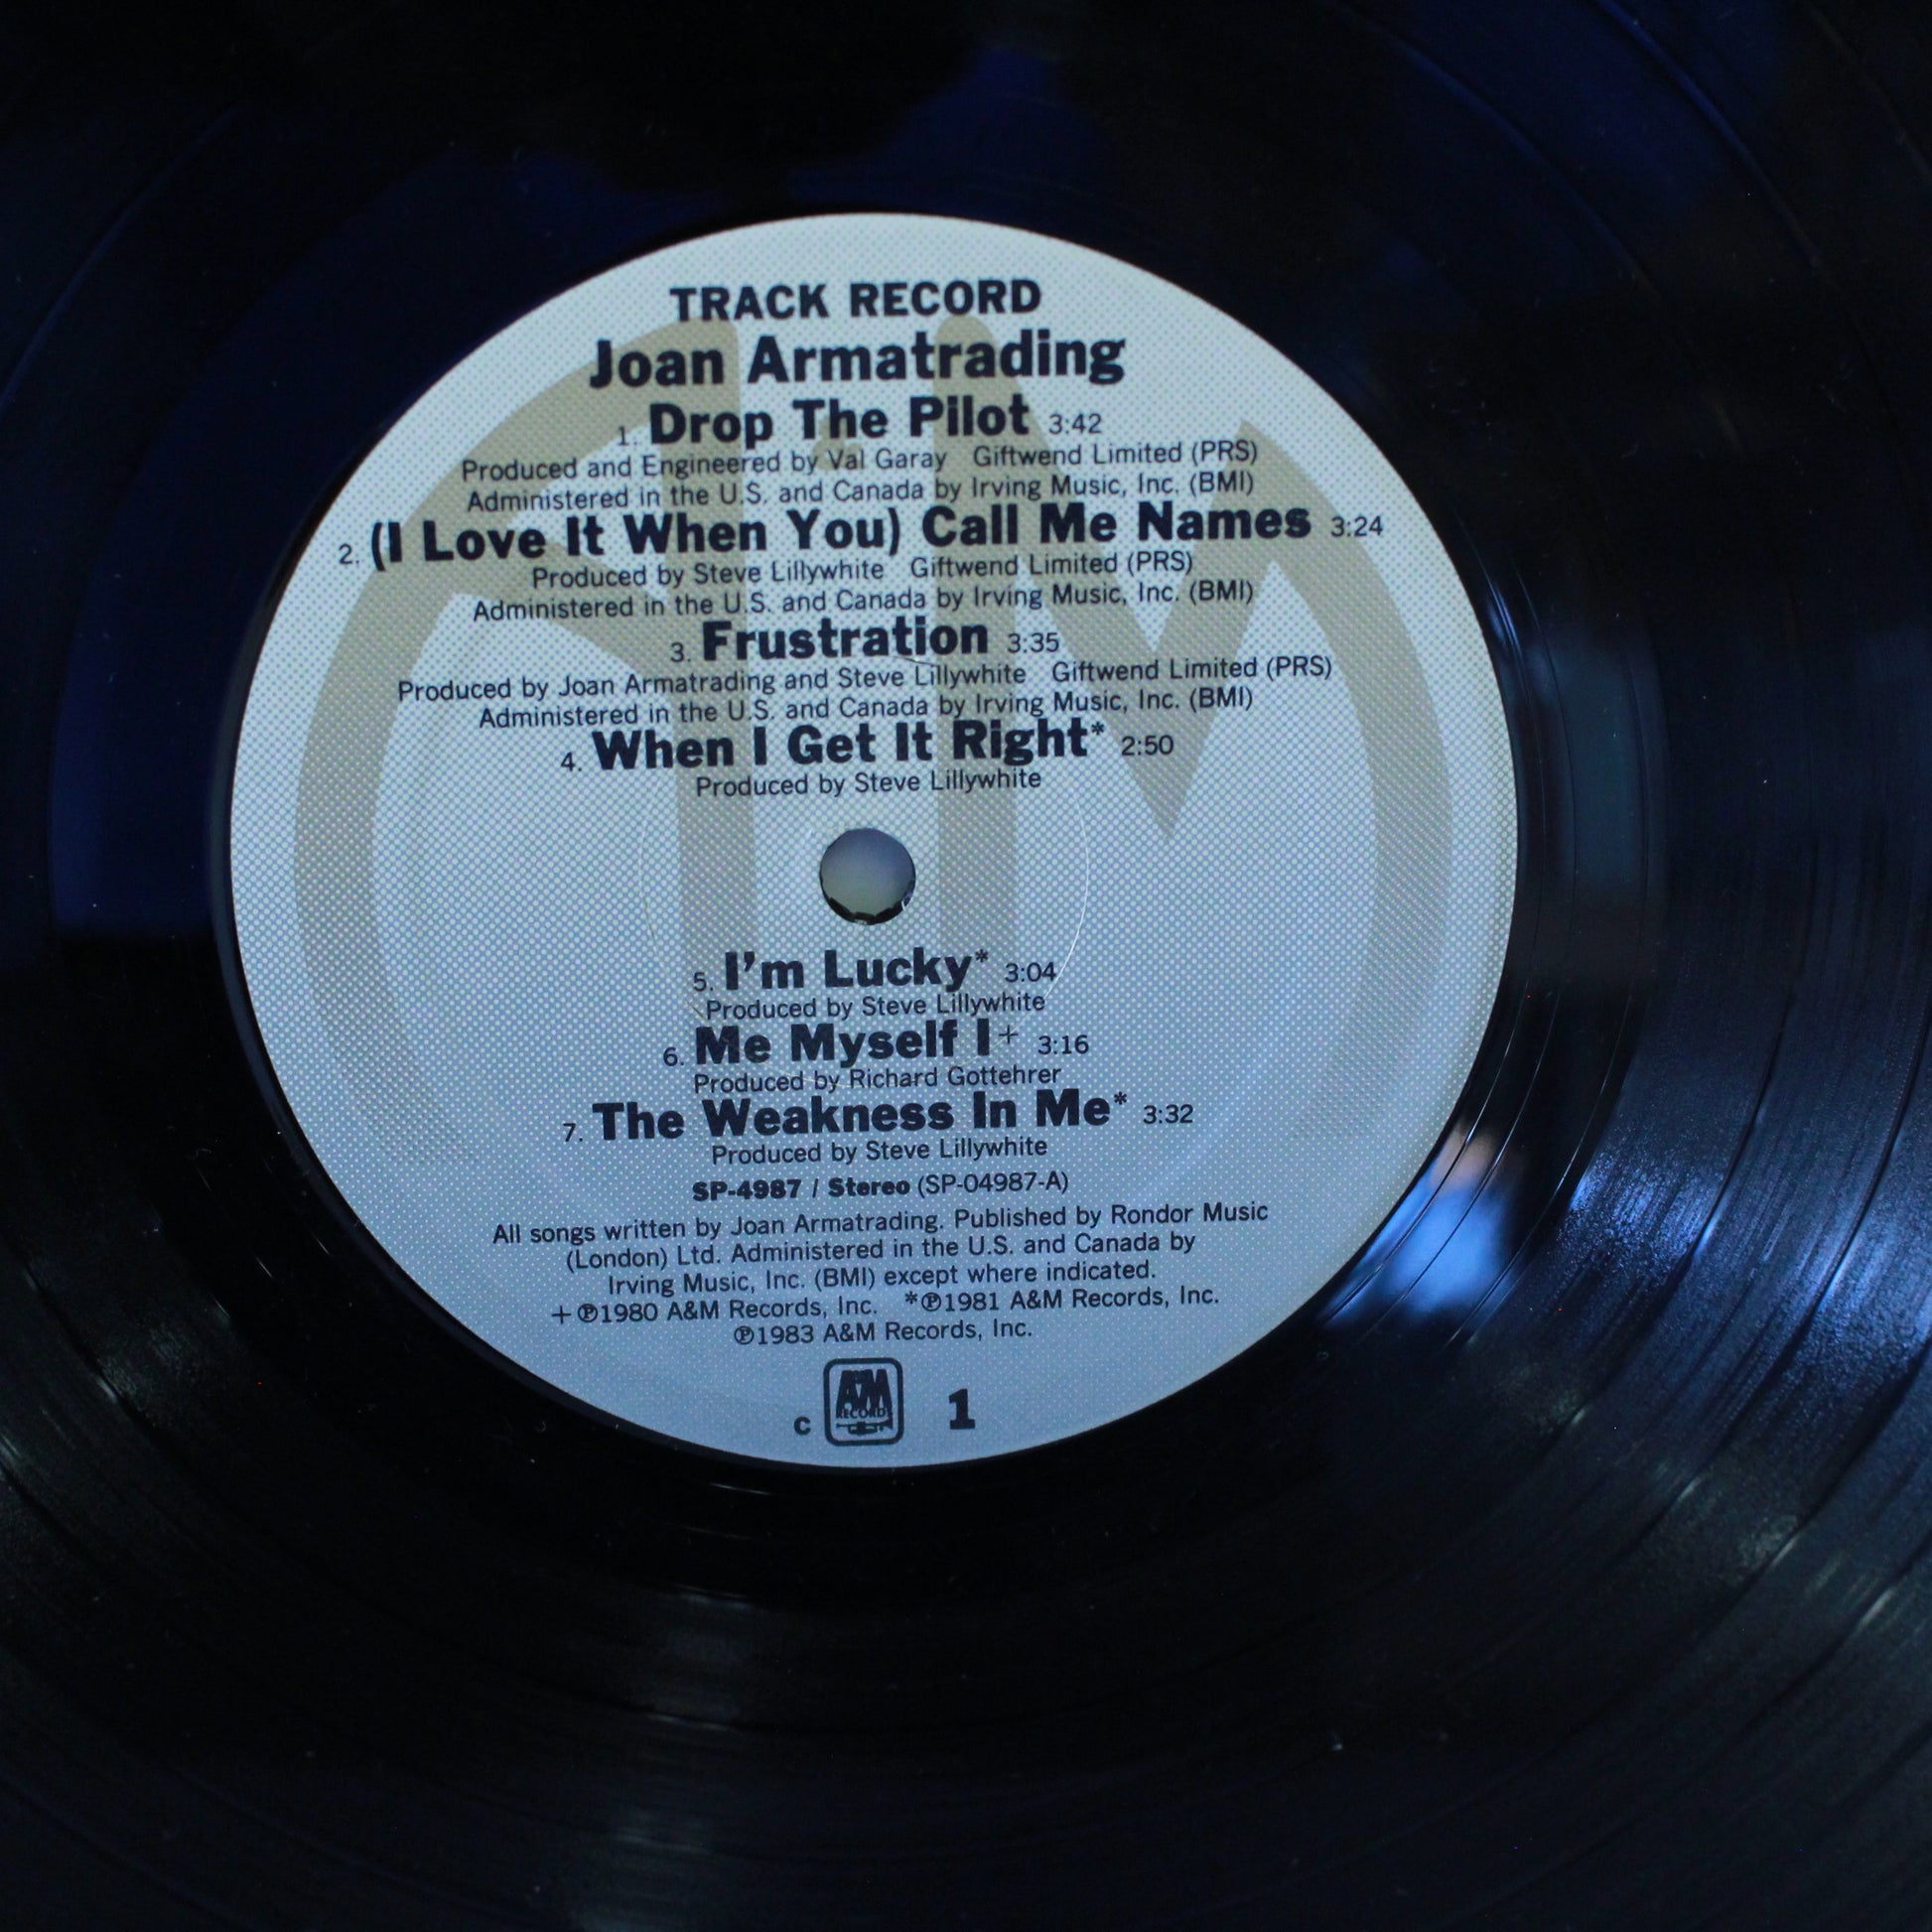 TRACK RECORD
Joan Armatrading
1. Drop The Pilot 3:42
Produced and Engineered by Val Garay Giftwend Limited (PRS)
Administered in the U.S. and Canada by Irving Music, Inc. (BMI)
2. (I Love It When You) Call Me Names 3:24
Produced by Steve Lillywhite Giftwend Limited (PRS)
Administered in the U.S. and Canada by Irving Music, Inc. (BMI)
3. Frustration 3:35
Produced by Joan Armatrading and Steve Lillywhite Giftwend Limited (PRS)
Administered in the U.S. and Canada by Irving Music, Inc. (BMI)
4. When I Get It Right* 2:50
Produced by Steve Lillywhite
5. I'm Lucky* 3:04
Produced by Steve Lillywhite
6. Me Myself I+ 3:16
Produced by Richard Gottehrer
7. The Weakness In Me* 3:32
Produced by Steve Lillywhite
SP-4987 / Stereo (SP-04987-A)
All songs written by Joan Armatrading. Published by Rondor Music
(London) Ltd. Administered in the U.S. and Canada by
Irving Music, Inc. (BMI) except where indicated.
+℗1980 A&M Records, Inc. *℗1981 A&M Records, Inc.
℗1983 A&M Records, Inc.
A&M
RECORDS
c 1